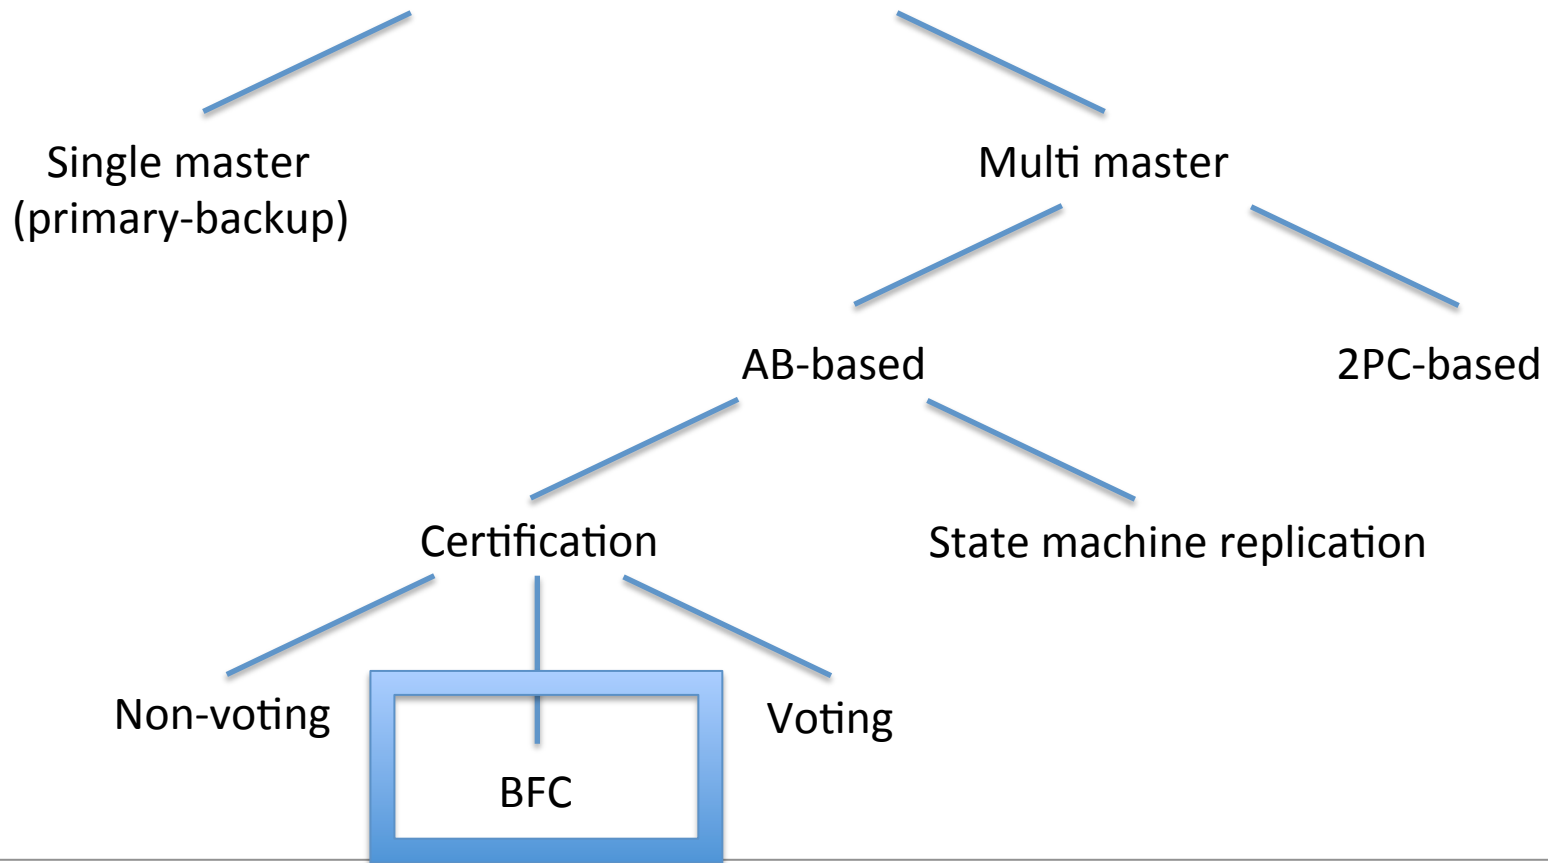 Single master
(primary-backup)
Multi master
AB-based
2PC-based
Certification
State machine replication
Non-voting
Voting
BFC